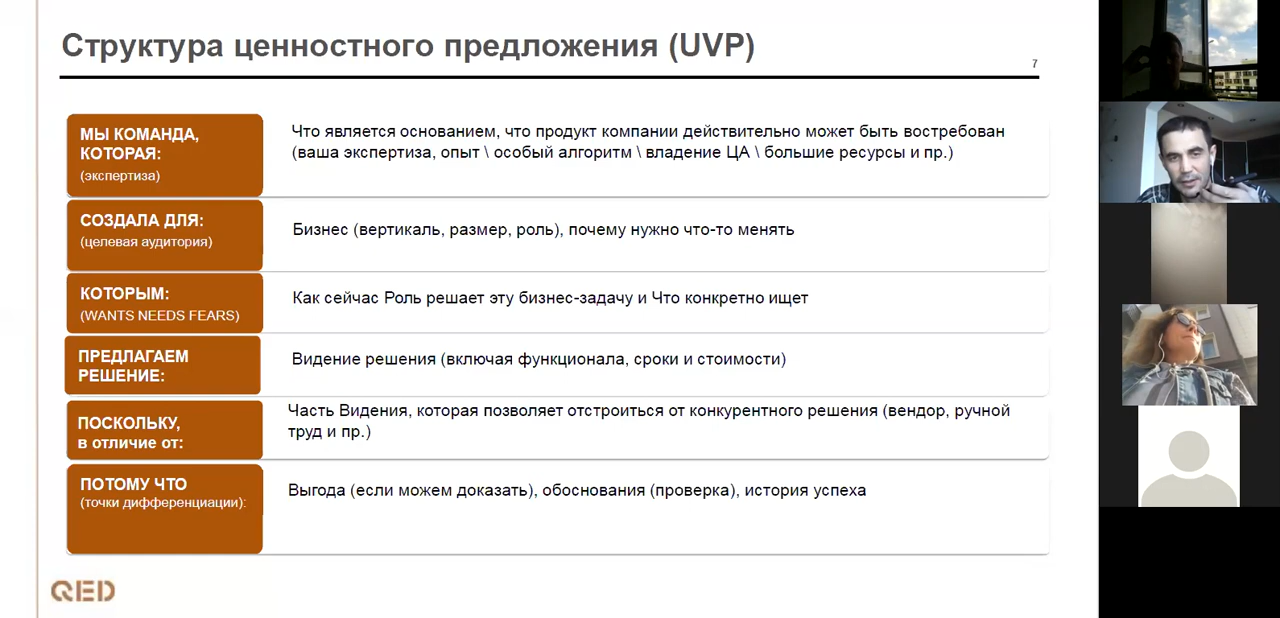 Структура ценностного предложения (UVP)
7
МЫ КОМАНДА,
КОТОРАЯ:
(экспертиза)
Что является основанием, что продукт компании действительно может быть востребован
(ваша экспертиза, опыт \ особый алгоритм \ владение ЦА \ большие ресурсы и пр.)
СОЗДАЛА ДЛЯ:
(целевая аудитория)
Бизнес (вертикаль, размер, роль), почему нужно что-то менять
КОТОРЫМ:
(WANTS NEEDS FEARS)
Как сейчас Роль решает эту бизнес-задачу и Что конкретно ищет
ПРЕДЛАГАЕМ
РЕШЕНИЕ:
Видение решения (включая функционала, сроки и стоимости)
ПОСКОЛЬКУ,
в отличие от:
Часть Видения, которая позволяет отстроиться от конкурентного решения (вендор, ручной
труд и пр.)
ПОТОМУ ЧТО
(точки дифференциации):
Выгода (если можем доказать), обоснования (проверка), история успеха
QED